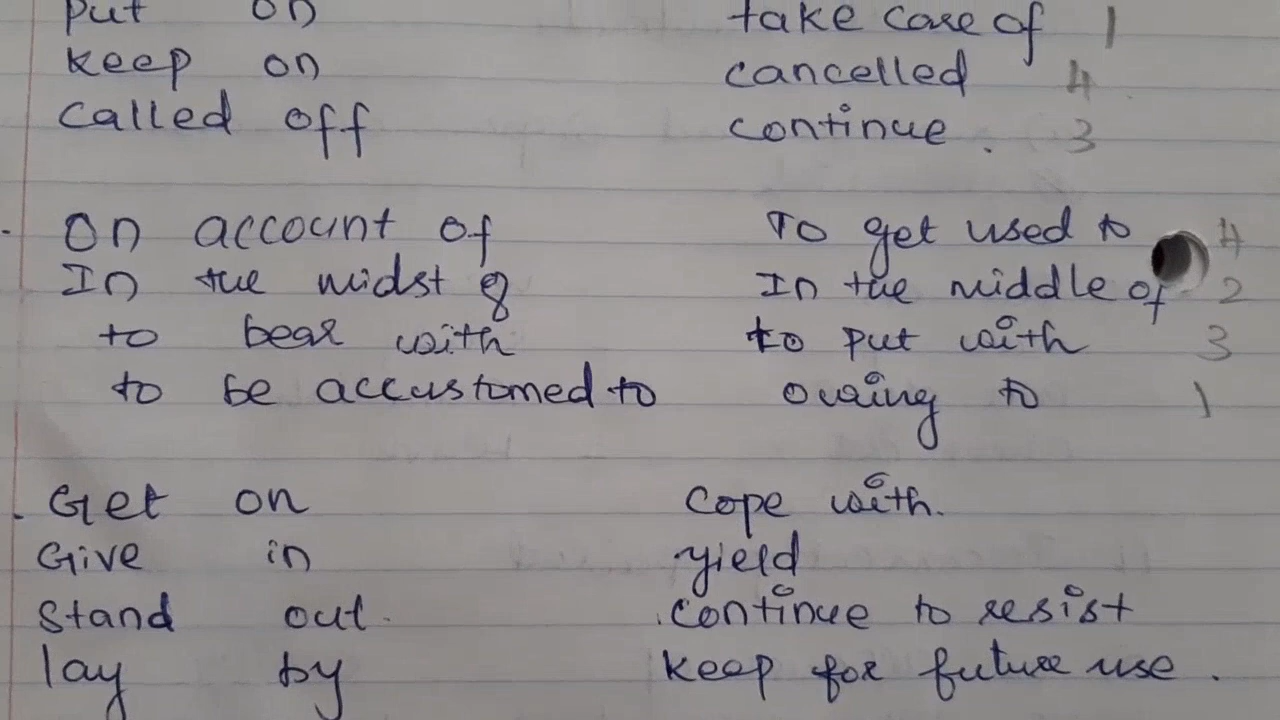 put on take care of 1
keep on cancelled 4
called off continue. 3
On account of To get used to 4
In the midst of In the middle of 2
to bear with to put with 3
to be accustomed to owing to 1
Get on Cope with.
Give in yield
Stand out. continue to resist
lay by keep for future use.